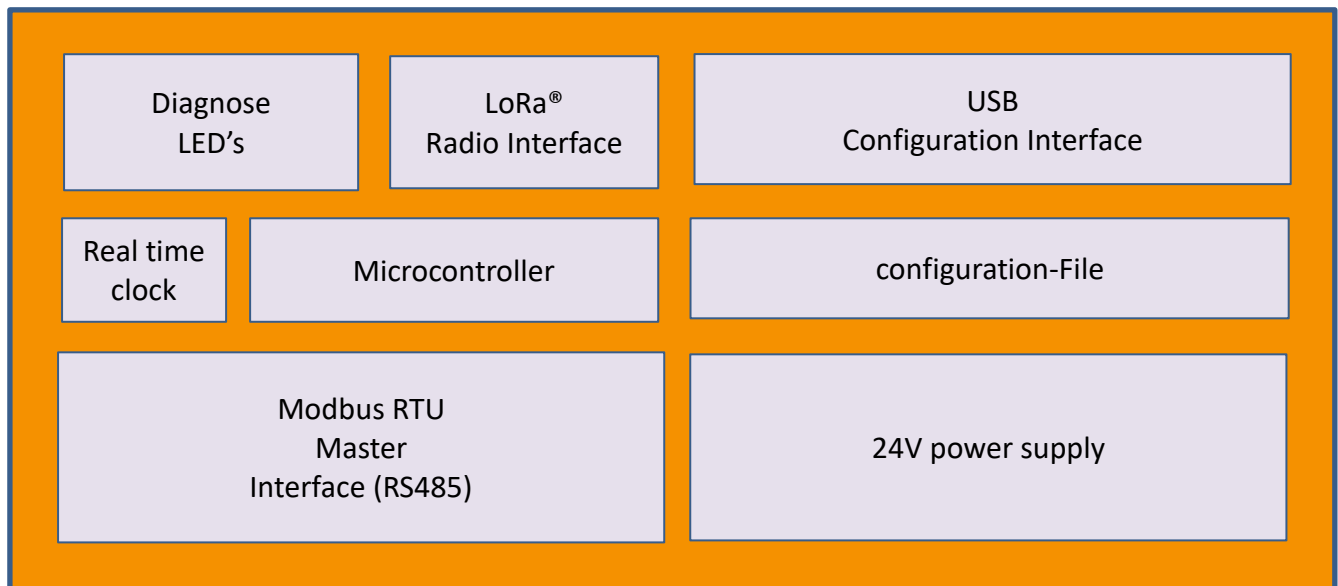 Diagnose
LED’s
LoRa®
Radio Interface
USB
Configuration Interface
Real time
clock
Microcontroller
configuration-File
Modbus RTU
Master
Interface (RS485)
24V power supply